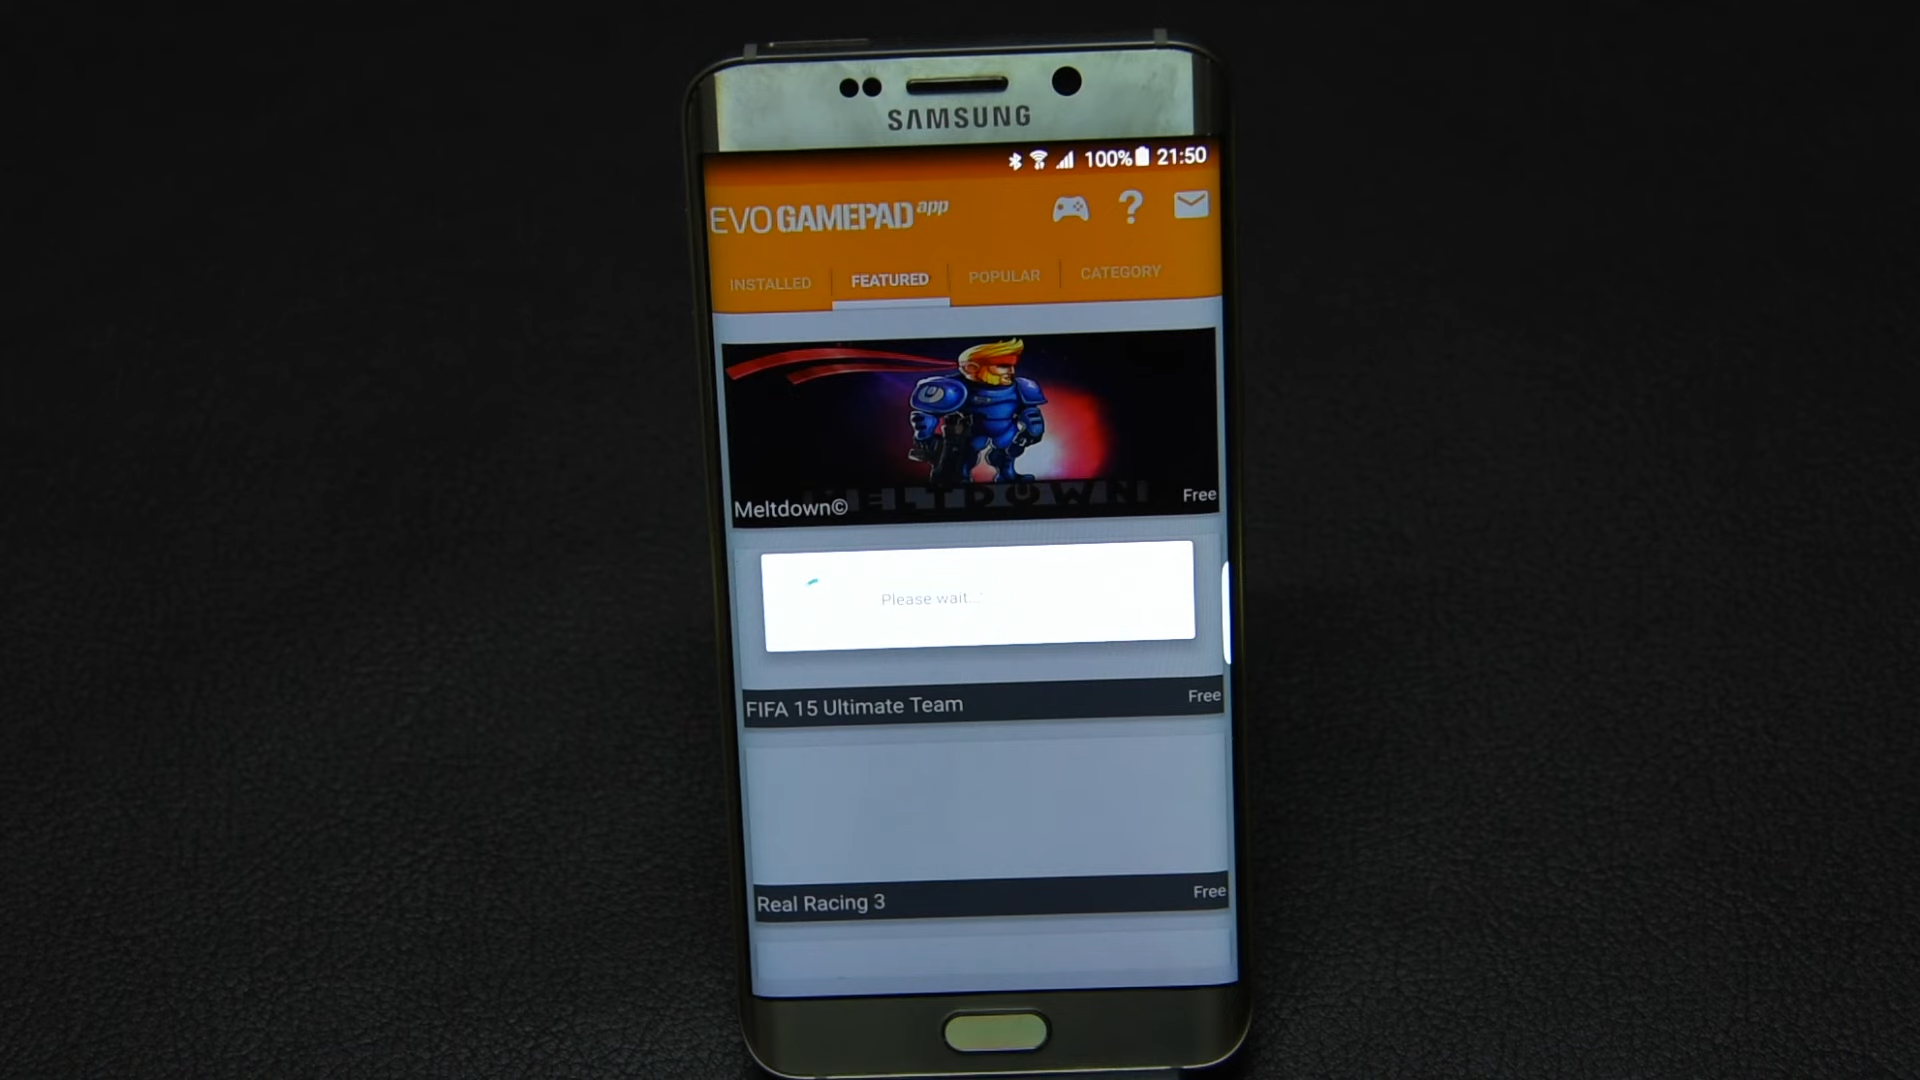 SAMSUNG
100% 21:50
EVO GAMEPAD app
INSTALLED FEATURED POPULAR CATEGORY
MELTDOWN
Meltdown© Free
Please wait...
FIFA 15 Ultimate Team Free
Real Racing 3 Free